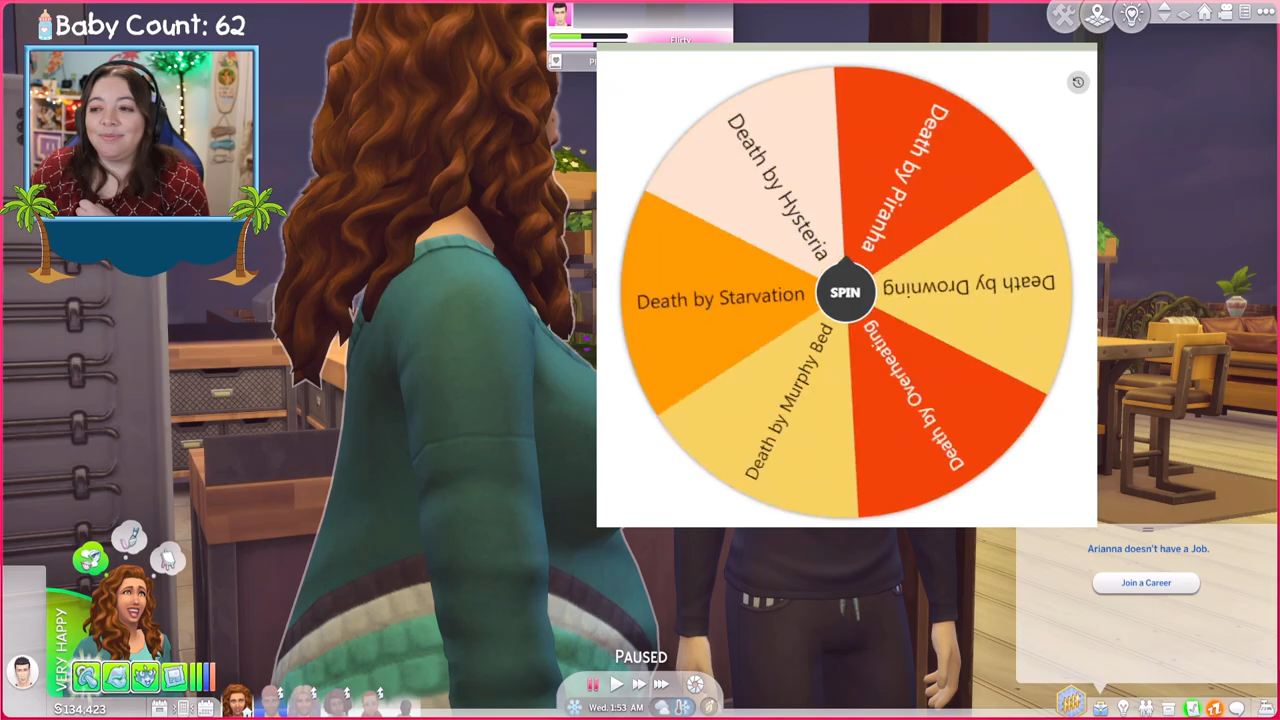 Baby Count: 62
Flirty
Death by Hysteria
Death by Piranha
Death by Starvation
SPIN
Death by Drowning
Death by Murphy Bed
Death by Overheating
Arianna doesn't have a Job.
Join a Career
VERY HAPPY
PAUSED
$134,423
Wed. 1:53 AM